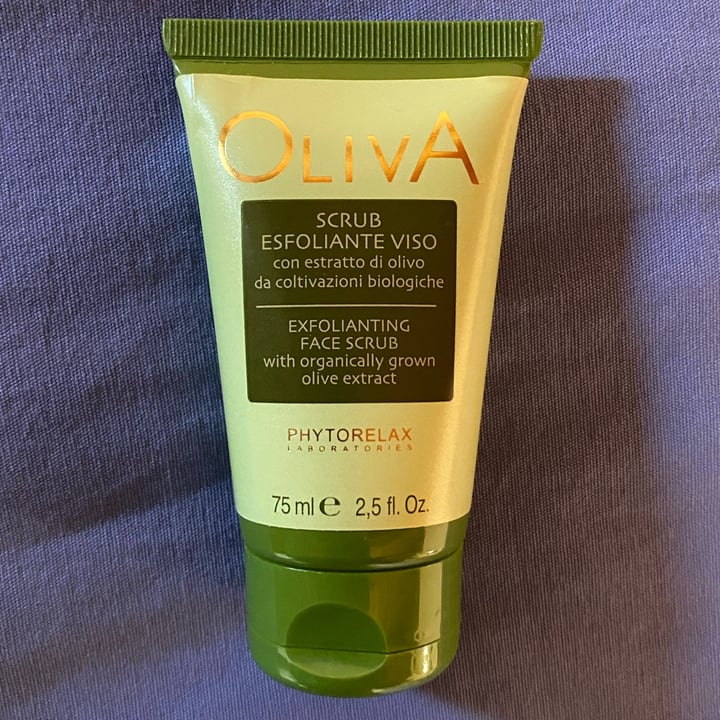 OLIVA
SCRUB
ESFOLIANTE VISO
con estratto di olivo
da coltivazioni biologiche
EXFOLIANTING
FACE SCRUB
with organically grown
olive extract
PHYTORELAX
LABORATORIES
75 ml e 2,5 fl. Oz.